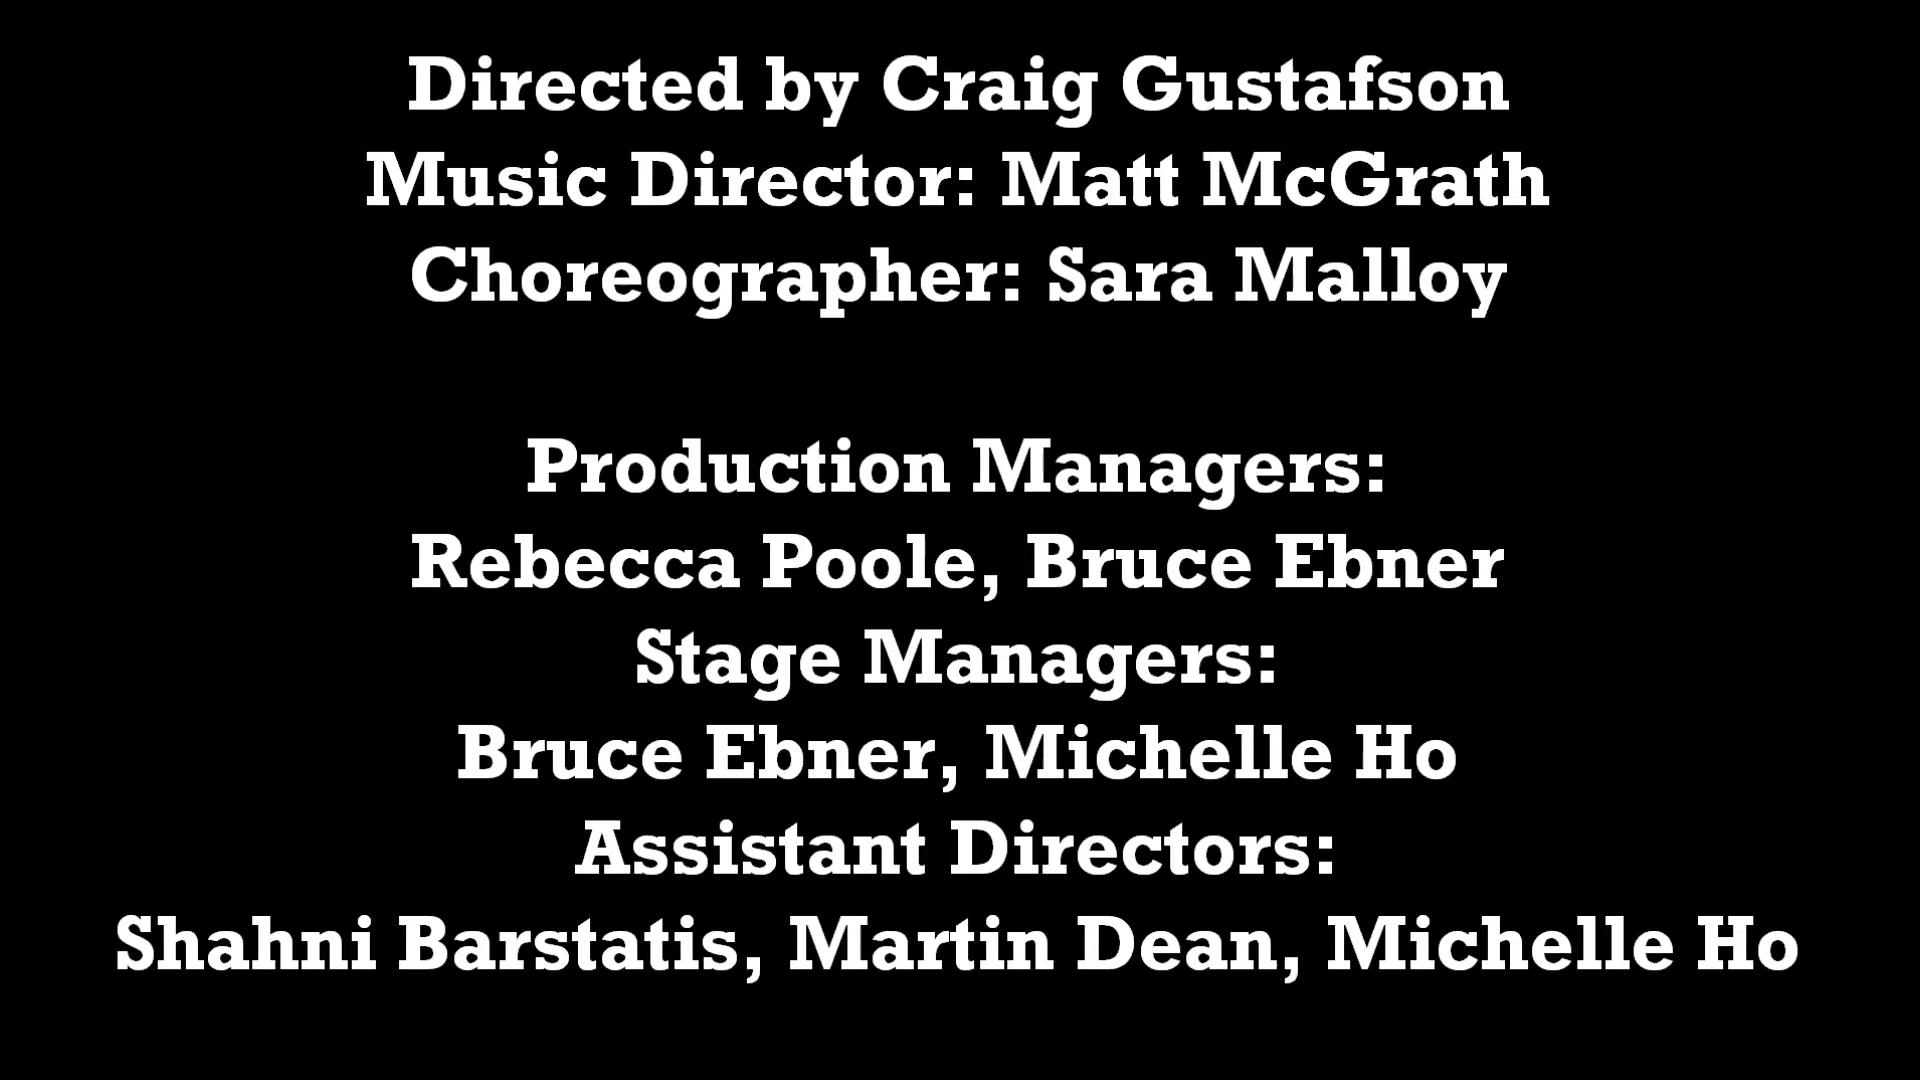 Directed by Craig Gustafson
Music Director: Matt McGrath
Choreographer: Sara Malloy
Production Managers:
Rebecca Poole, Bruce Ebner
Stage Managers:
Bruce Ebner, Michelle Ho
Assistant Directors:
Shahni Barstatis, Martin Dean, Michelle Ho